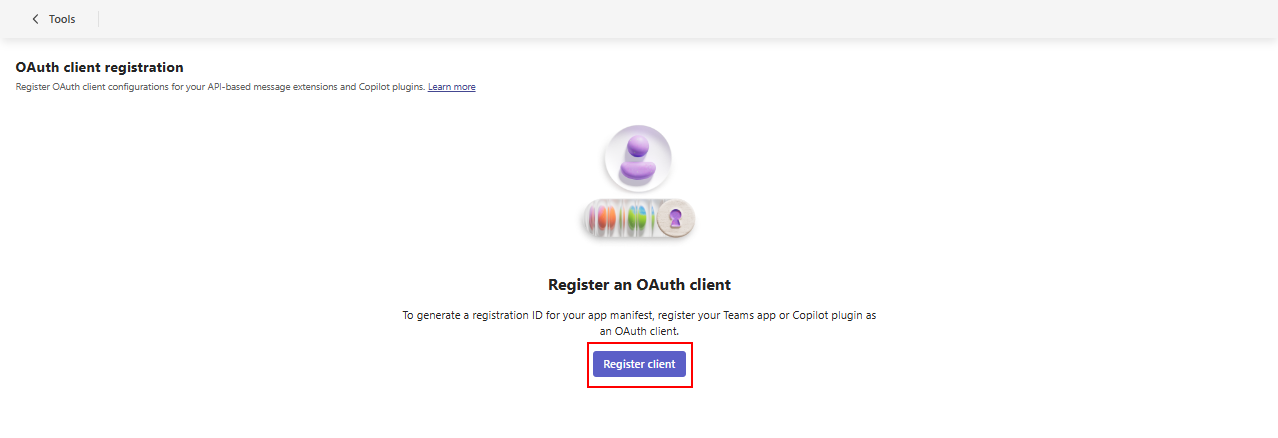 Tools
OAuth client registration
Register OAuth client configurations for your API-based message extensions and Copilot plugins. Learn more
Register an OAuth client
To generate a registration ID for your app manifest, register your Teams app or Copilot plugin as
an OAuth client.
Register client